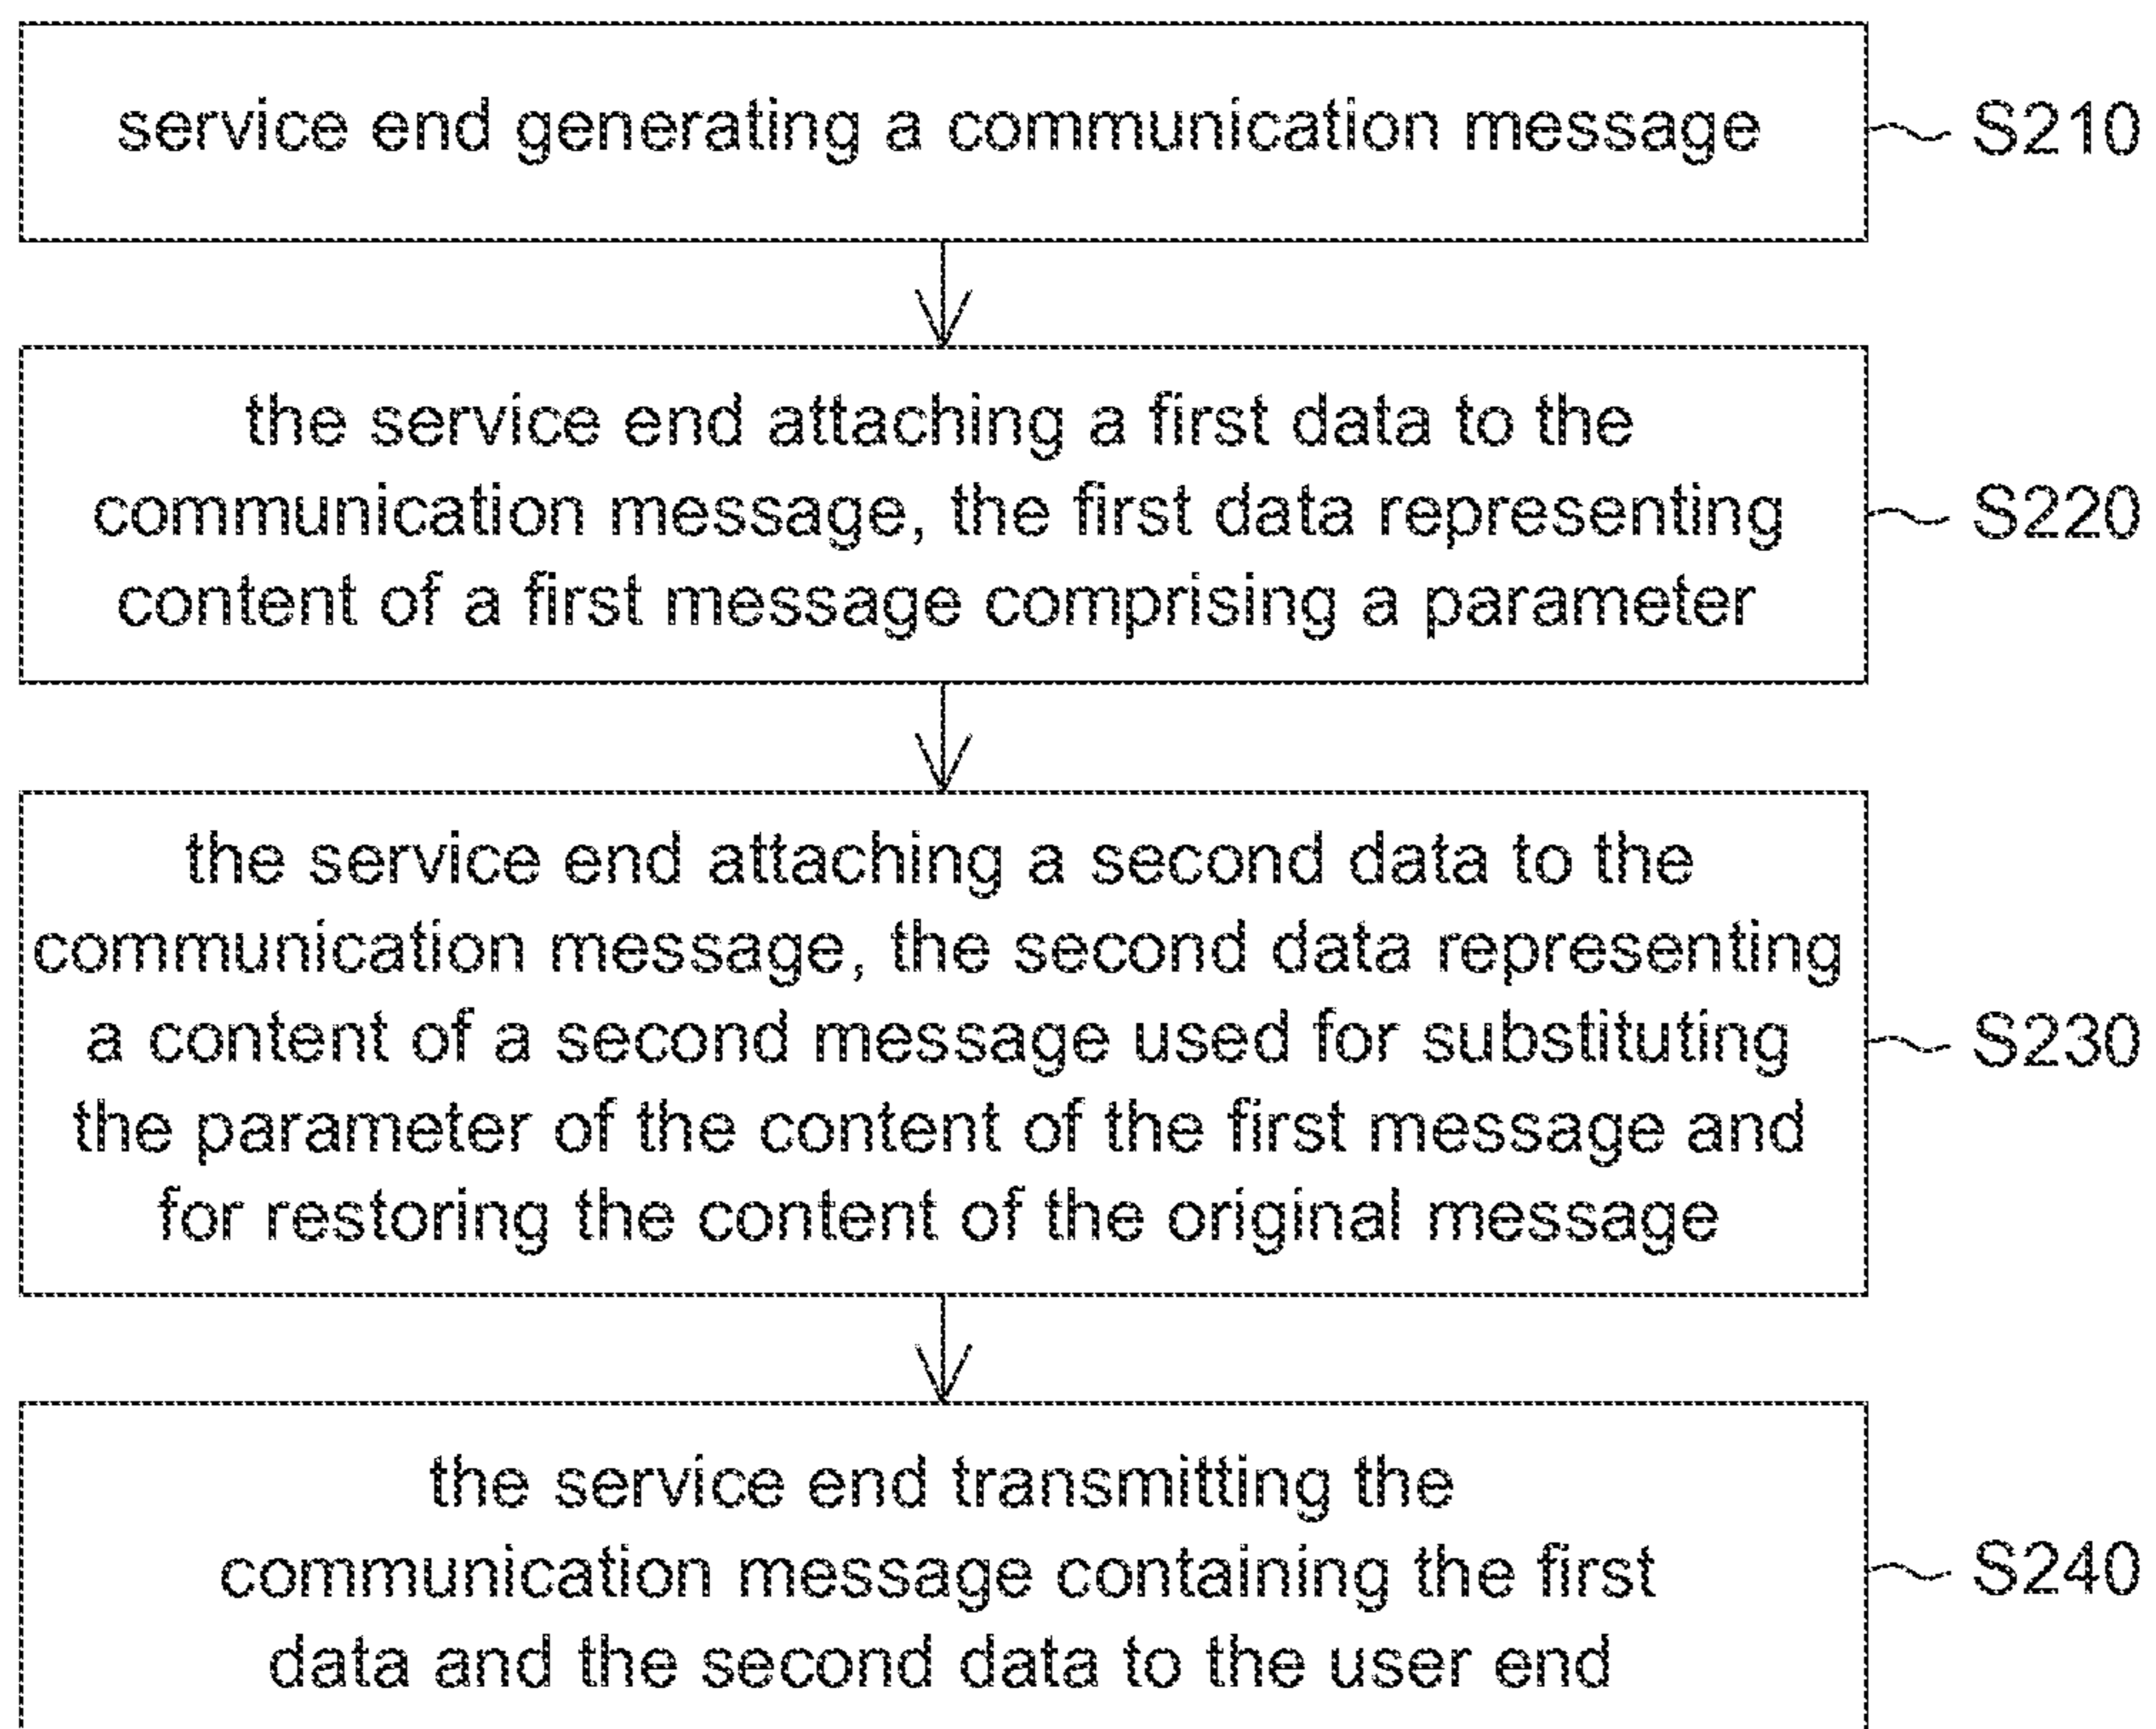 service end generating a communication message
S210
the service end attaching a first data to the
communication message, the first data representing
content of a first message comprising a parameter
S220
the service end attaching a second data to the
communication message, the second data representing
a content of a second message used for substituting
the parameter of the content of the first message and
for restoring the content of the original message
S230
the service end transmitting the
communication message containing the first
data and the second data to the user end
S240